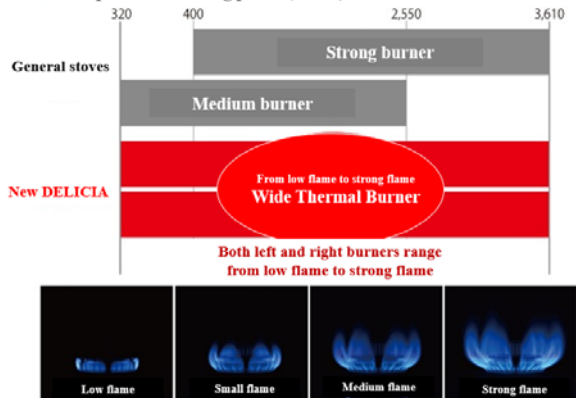 320 400 2,550 3,610
General stoves
Strong burner
Medium burner
New DELICIA
From low flame to strong flame
Wide Thermal Burner
Both left and right burners range
from low flame to strong flame
Low flame
Small flame
Medium flame
Strong flame